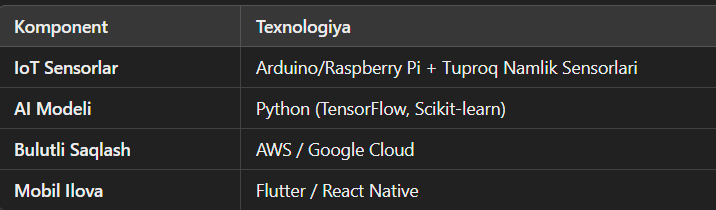 Komponent Texnologiya
IoT Sensorlar Arduino/Raspberry Pi + Tuproq Namlik Sensorlari
AI Modeli Python (TensorFlow, Scikit-learn)
Bulutli Saqlash AWS / Google Cloud
Mobil Ilova Flutter / React Native